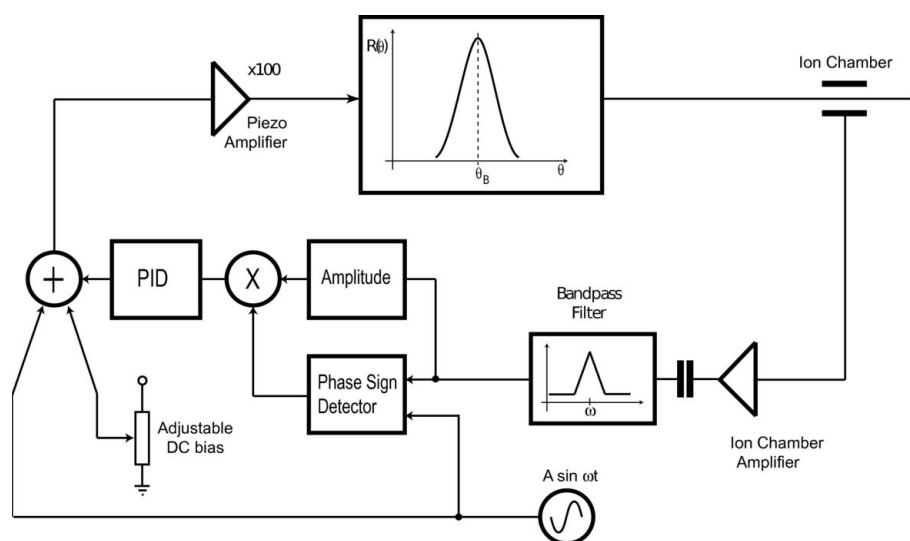 x100
Piezo
Amplifier
R(θ)
θ
θB
Ion Chamber
+
PID
X
Amplitude
Phase Sign
Detector
Bandpass
Filter
ω
Ion Chamber
Amplifier
Adjustable
DC bias
A sin ωt